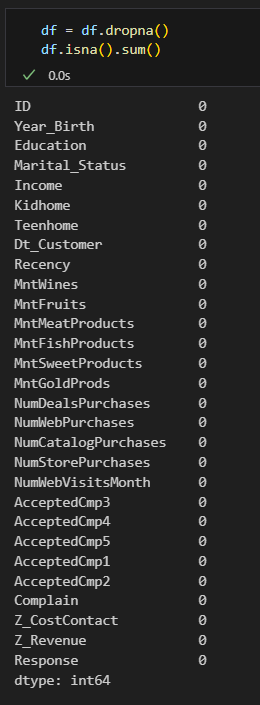 df = df.dropna()
df.isna().sum()
0.0s
ID 0
Year_Birth 0
Education 0
Marital_Status 0
Income 0
Kidhome 0
Teenhome 0
Dt_Customer 0
Recency 0
MntWines 0
MntFruits 0
MntMeatProducts 0
MntFishProducts 0
MntSweetProducts 0
MntGoldProds 0
NumDealsPurchases 0
NumWebPurchases 0
NumCatalogPurchases 0
NumStorePurchases 0
NumWebVisitsMonth 0
AcceptedCmp3 0
AcceptedCmp4 0
AcceptedCmp5 0
AcceptedCmp1 0
AcceptedCmp2 0
Complain 0
Z_CostContact 0
Z_Revenue 0
Response 0
dtype: int64